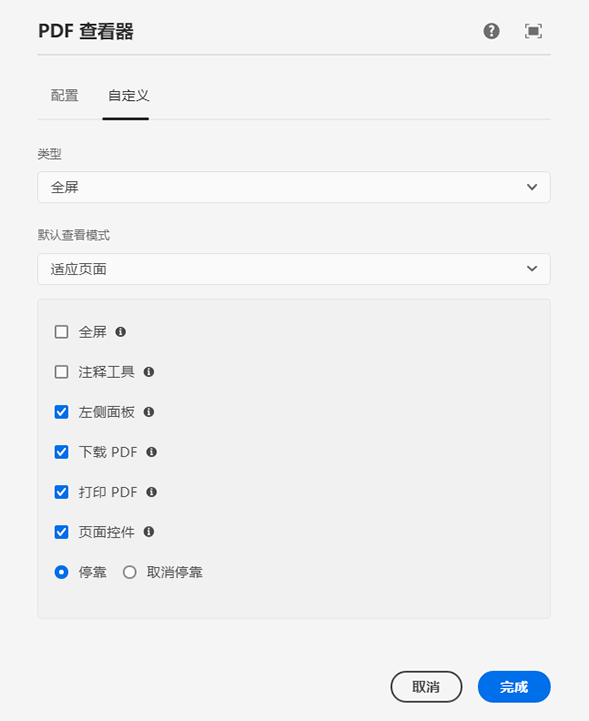 PDF 查看器
配置 自定义
类型
全屏
默认查看模式
适应页面
全屏
注释工具
左侧面板
下载 PDF
打印 PDF
页面控件
停靠 取消停靠
取消 完成